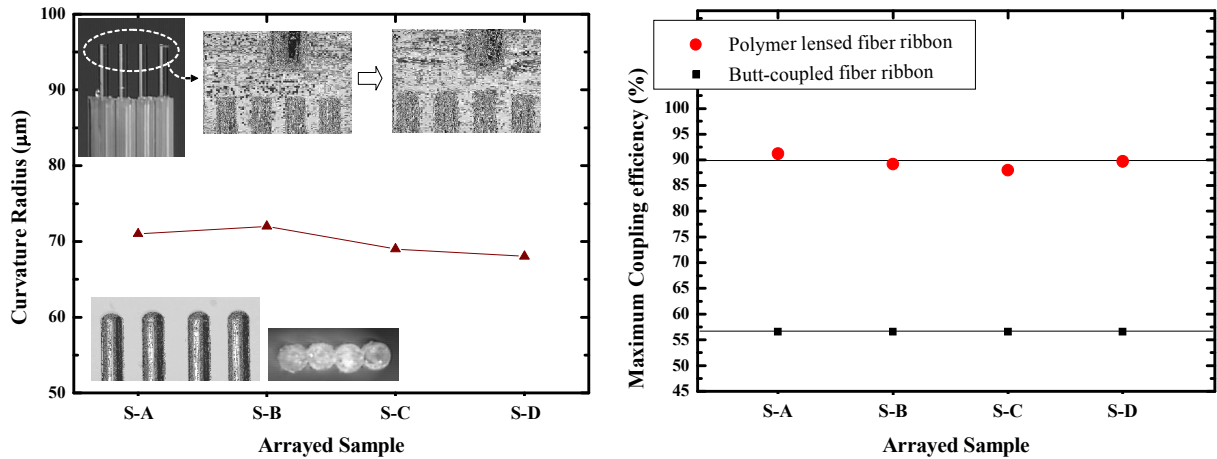 Curvature Radius (μm)
100
90
80
70
60
50
S-A
S-B
S-C
S-D
Arrayed Sample
Maximum Coupling efficiency (%)
Polymer lensed fiber ribbon
Butt-coupled fiber ribbon
100
95
90
85
80
75
70
65
60
55
50
45
S-A
S-B
S-C
S-D
Arrayed Sample